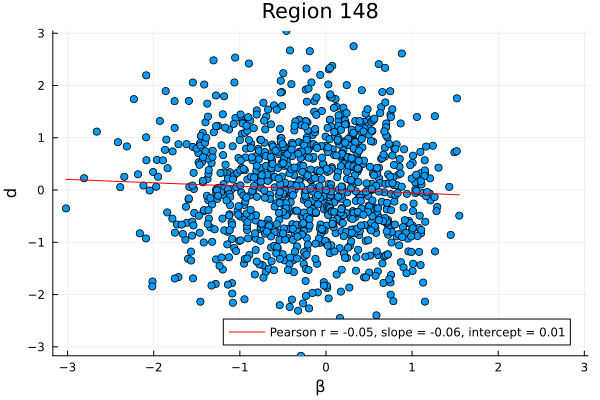 Region 148
3
2
1
0
−1
−2
−3
d
Pearson r = -0.05, slope = -0.06, intercept = 0.01
−3 −2 −1 0 1 2 3
β